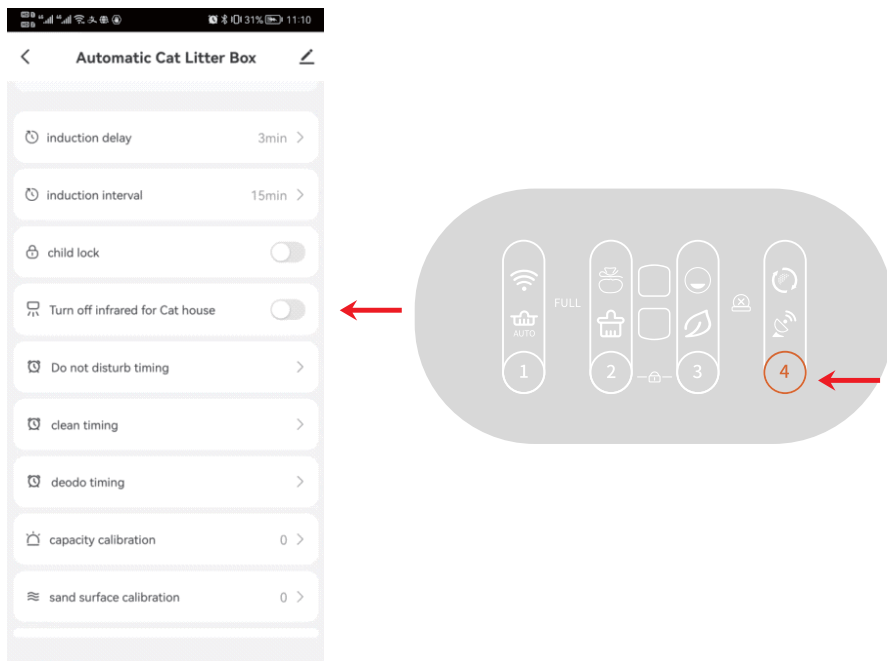 31% 11:10
Automatic Cat Litter Box
induction delay 3min
induction interval 15min
child lock
Turn off infrared for Cat house
Do not disturb timing
clean timing
deodo timing
capacity calibration 0
sand surface calibration 0
FULL
AUTO
1 2 3 4